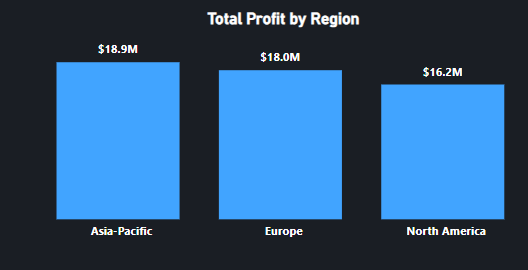 Total Profit by Region
$18.9M
$18.0M
$16.2M
Asia-Pacific
Europe
North America